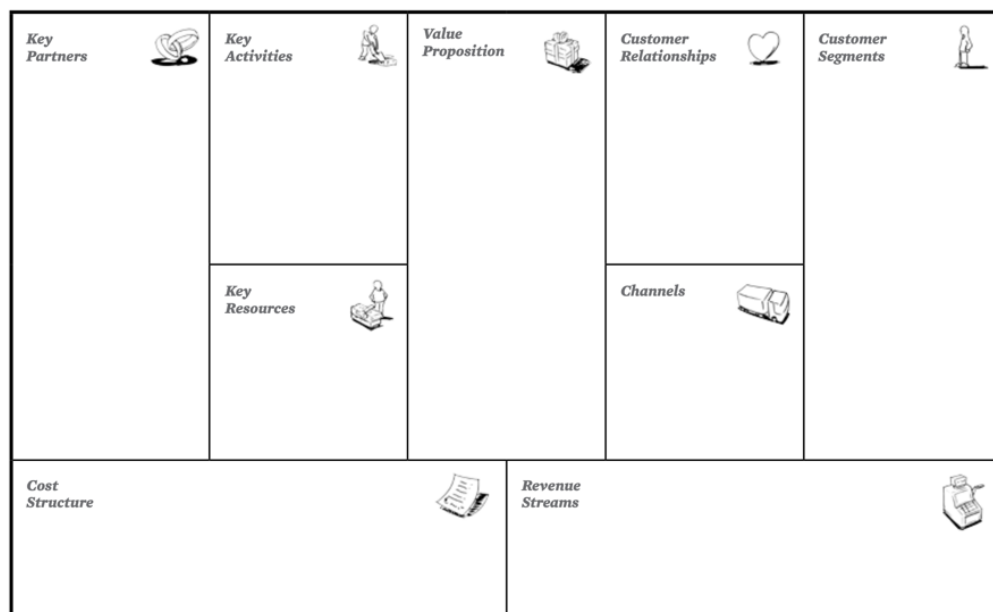 Key
Partners
Key
Activities
Value
Proposition
Customer
Relationships
Customer
Segments
Key
Resources
Channels
Cost
Structure
Revenue
Streams